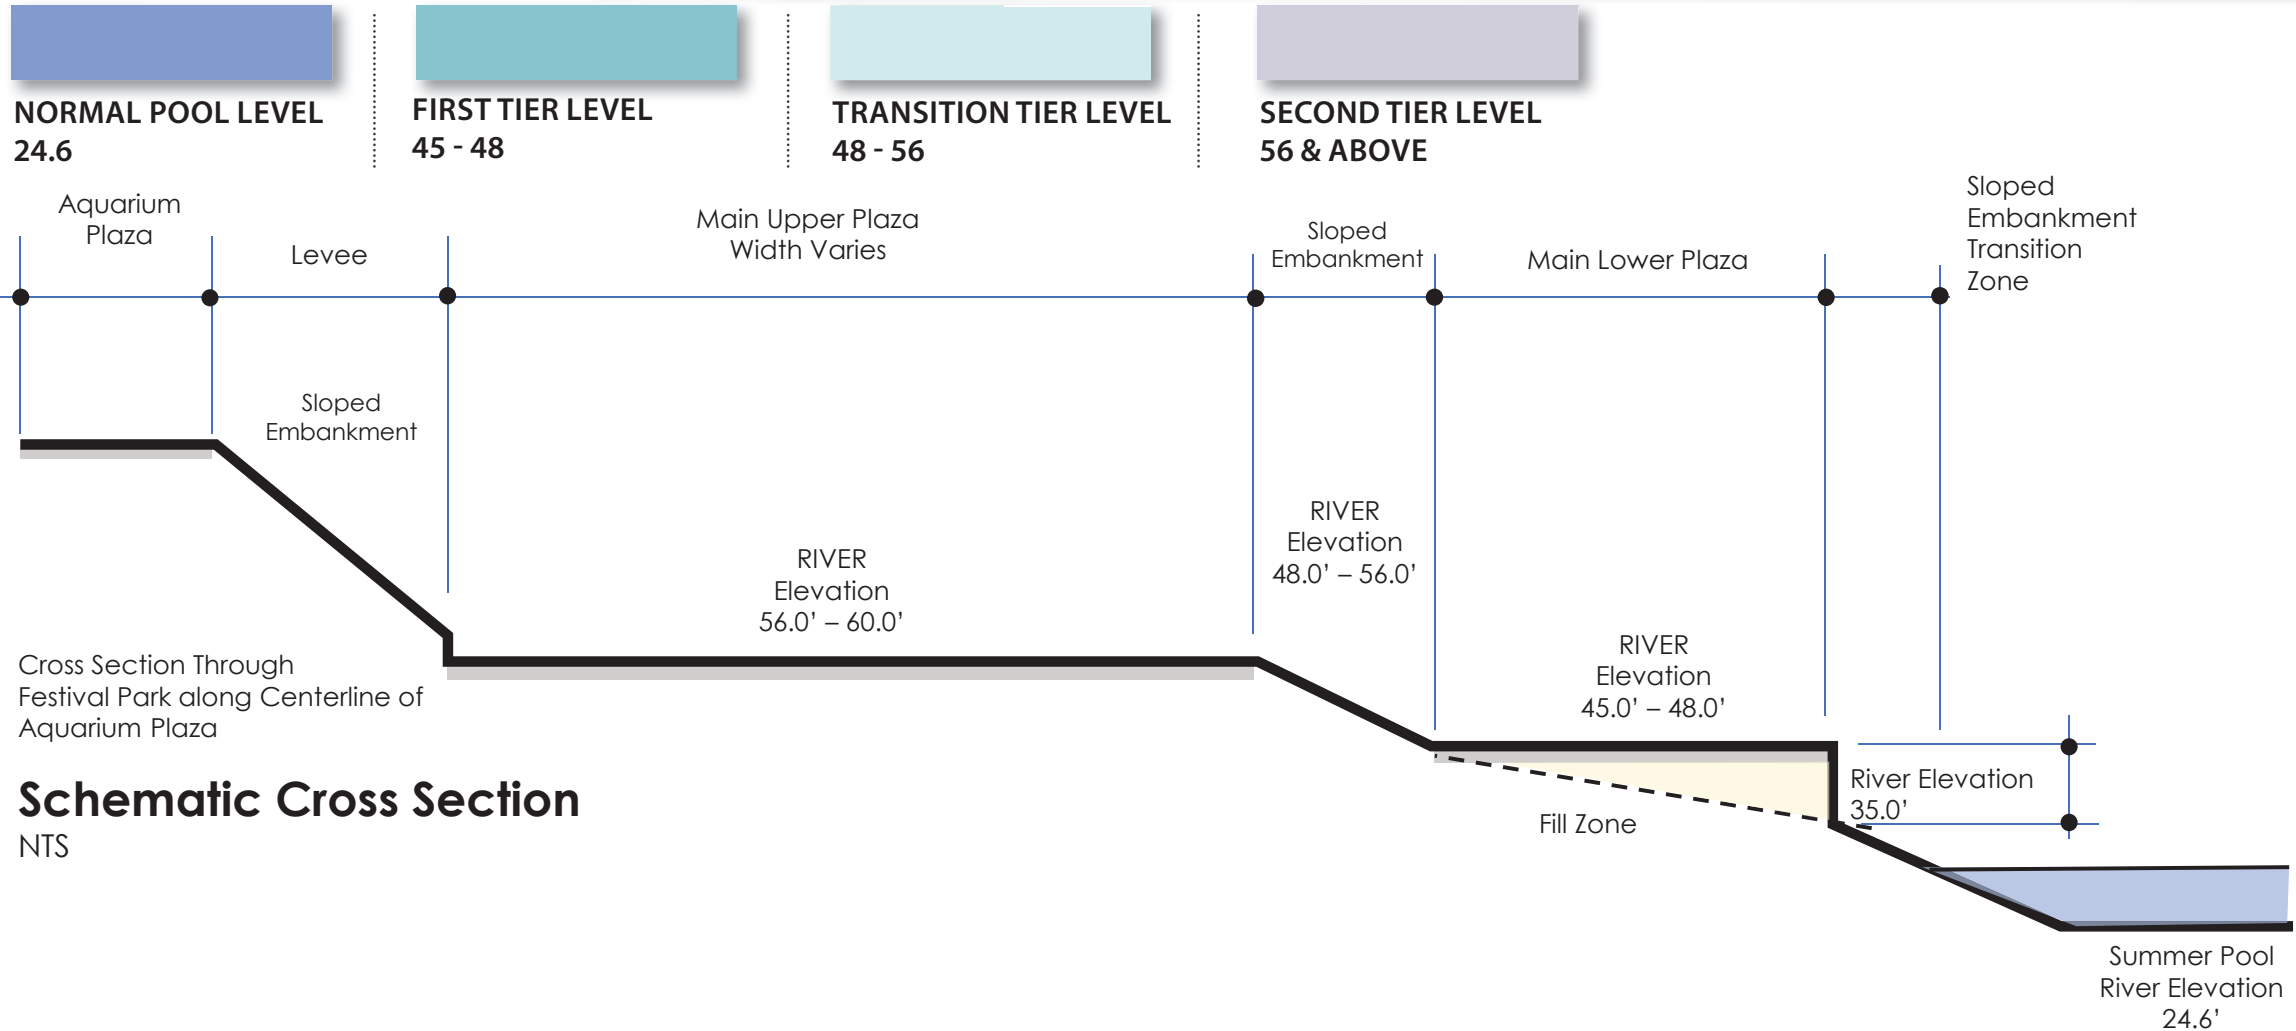 NORMAL POOL LEVEL
24.6
FIRST TIER LEVEL
45 - 48
TRANSITION TIER LEVEL
48 - 56
SECOND TIER LEVEL
56 & ABOVE
Aquarium
Plaza
Levee
Main Upper Plaza
Width Varies
Sloped
Embankment
Main Lower Plaza
Sloped
Embankment
Transition
Zone
Sloped
Embankment
RIVER
Elevation
56.0’ – 60.0’
RIVER
Elevation
48.0’ – 56.0’
RIVER
Elevation
45.0’ – 48.0’
River Elevation
35.0’
Fill Zone
Cross Section Through
Festival Park along Centerline of
Aquarium Plaza
Schematic Cross Section
NTS
Summer Pool
River Elevation
24.6’